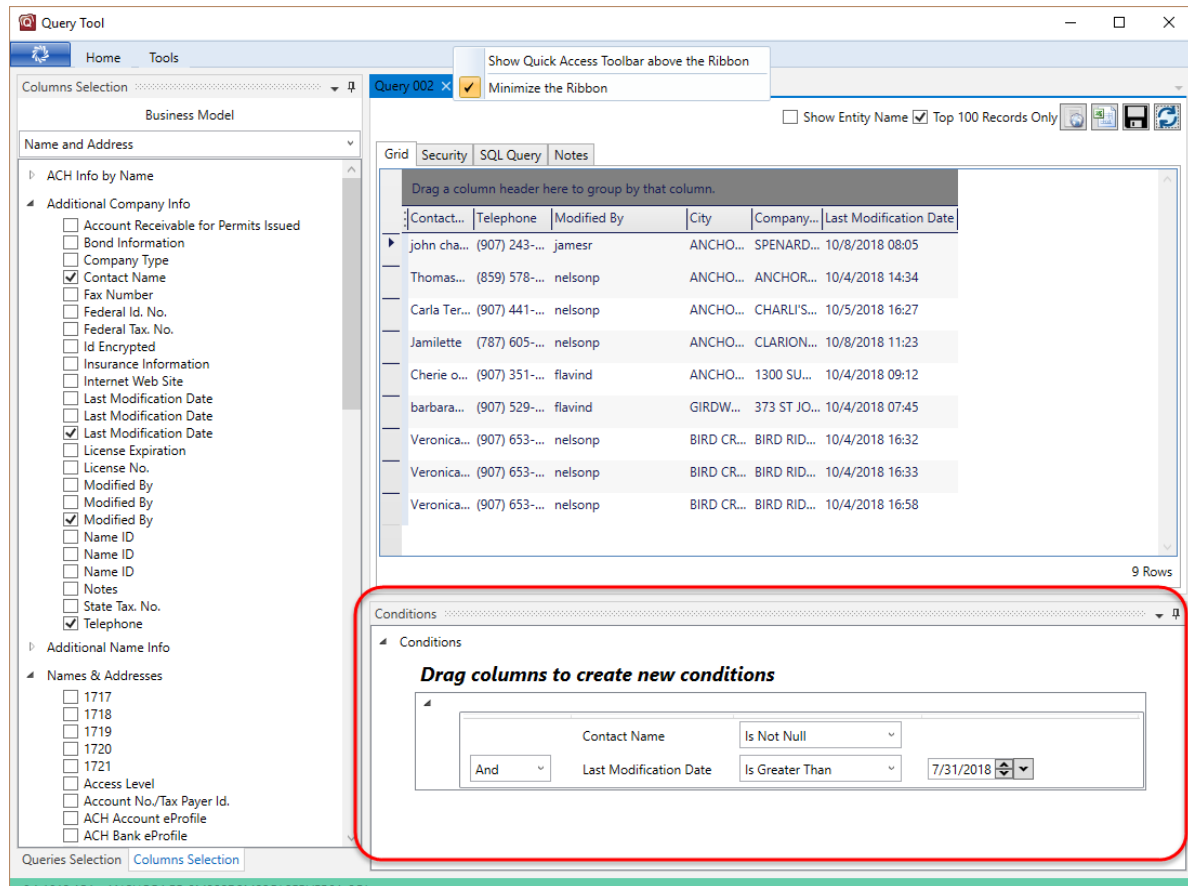 Query Tool
Home Tools
Show Quick Access Toolbar above the Ribbon
Minimize the Ribbon
Columns Selection
Business Model
Name and Address
ACH Info by Name
Additional Company Info
Account Receivable for Permits Issued
Bond Information
Company Type
Contact Name
Fax Number
Federal Id. No.
Federal Tax. No.
Id Encrypted
Insurance Information
Internet Web Site
Last Modification Date
Last Modification Date
Last Modification Date
License Expiration
License No.
Modified By
Modified By
Modified By
Name ID
Name ID
Name ID
Notes
State Tax. No.
Telephone
Additional Name Info
Names & Addresses
1717
1718
1719
1720
1721
Access Level
Account No./Tax Payer Id.
ACH Account eProfile
ACH Bank eProfile
Queries Selection Columns Selection
Query 002
Show Entity Name Top 100 Records Only
Grid Security SQL Query Notes
Drag a column header here to group by that column.
Contact... Telephone Modified By City Company... Last Modification Date
john cha... (907) 243-... jamesr ANCHO... SPENARD... 10/8/2018 08:05
Thomas... (859) 578-... nelsonp ANCHO... ANCHOR... 10/4/2018 14:34
Carla Ter... (907) 441-... nelsonp ANCHO... CHARLI'S... 10/5/2018 16:27
Jamilette (787) 605-... nelsonp ANCHO... CLARION... 10/8/2018 11:23
Cherie o... (907) 351-... flavind ANCHO... 1300 SU... 10/4/2018 09:12
barbara... (907) 529-... flavind GIRDW... 373 ST JO... 10/4/2018 07:45
Veronica... (907) 653-... nelsonp BIRD CR... BIRD RID... 10/4/2018 16:32
Veronica... (907) 653-... nelsonp BIRD CR... BIRD RID... 10/4/2018 16:33
Veronica... (907) 653-... nelsonp BIRD CR... BIRD RID... 10/4/2018 16:58
9 Rows
Conditions
Conditions
Drag columns to create new conditions
Contact Name Is Not Null
And Last Modification Date Is Greater Than 7/31/2018